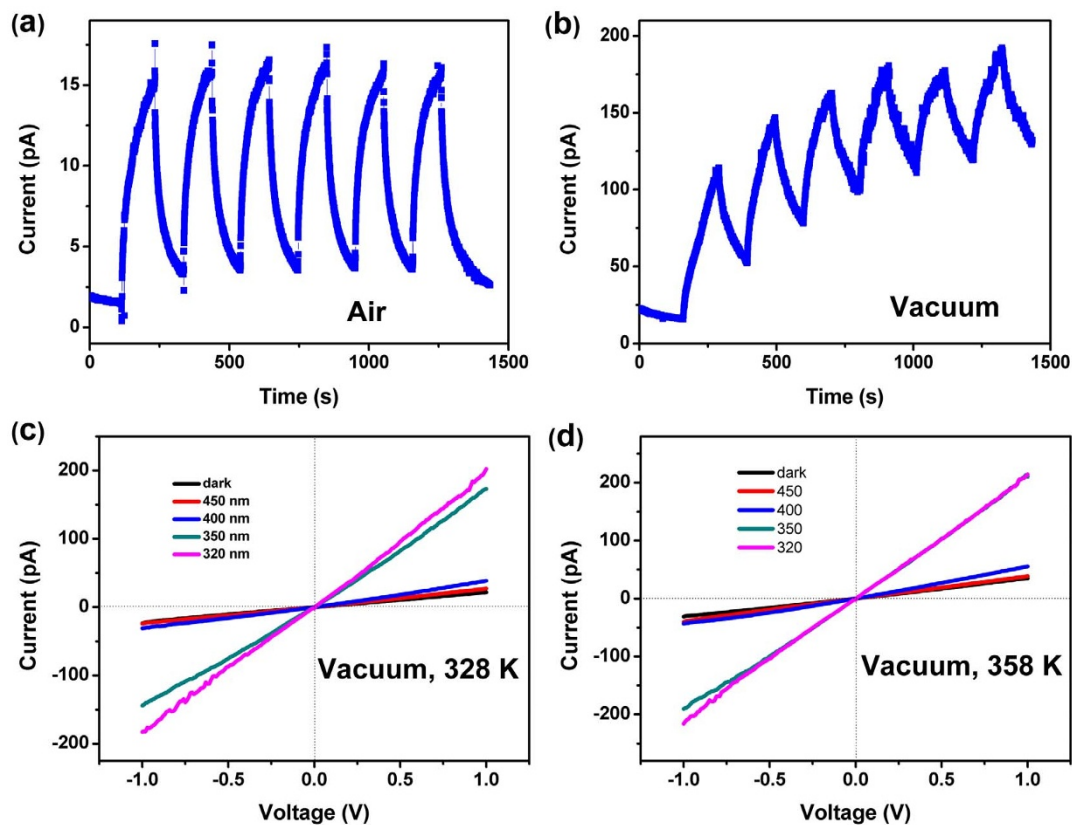 (a)
Current (pA)
15
10
5
0
Air
0 500 1000 1500
Time (s)
(b)
Current (pA)
200
150
100
50
0
Vacuum
0 500 1000 1500
Time (s)
(c)
Current (pA)
200
100
0
-100
-200
dark
450 nm
400 nm
350 nm
320 nm
Vacuum, 328 K
-1.0 -0.5 0.0 0.5 1.0
Voltage (V)
(d)
Current (pA)
200
100
0
-100
-200
dark
450
400
350
320
Vacuum, 358 K
-1.0 -0.5 0.0 0.5 1.0
Voltage (V)